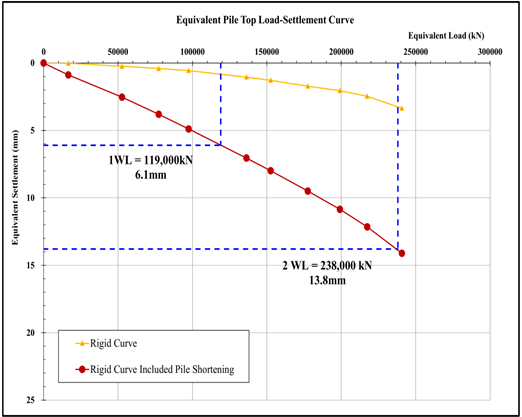 Equivalent Pile Top Load-Settlement Curve
Equivalent Load (kN)
0 50000 100000 150000 200000 250000 300000
Equivalent Settlement (mm)
0
5
10
15
20
25
1WL = 119,000kN
6.1mm
2 WL = 238,000 kN
13.8mm
Rigid Curve
Rigid Curve Included Pile Shortening